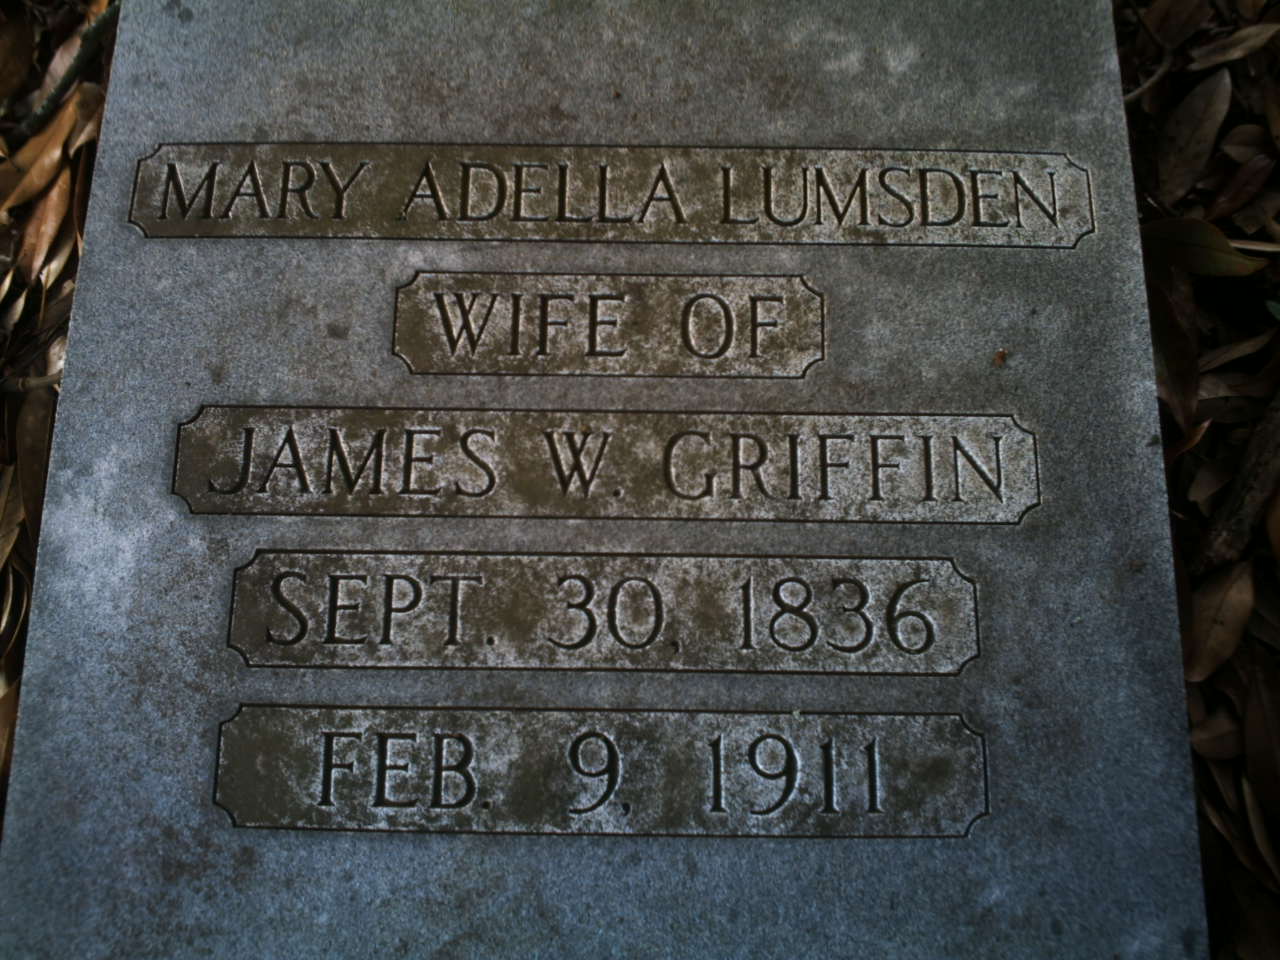 MARY ADELLA LUMSDEN
WIFE OF
JAMES W. GRIFFIN
SEPT. 30, 1836
FEB. 9, 1911